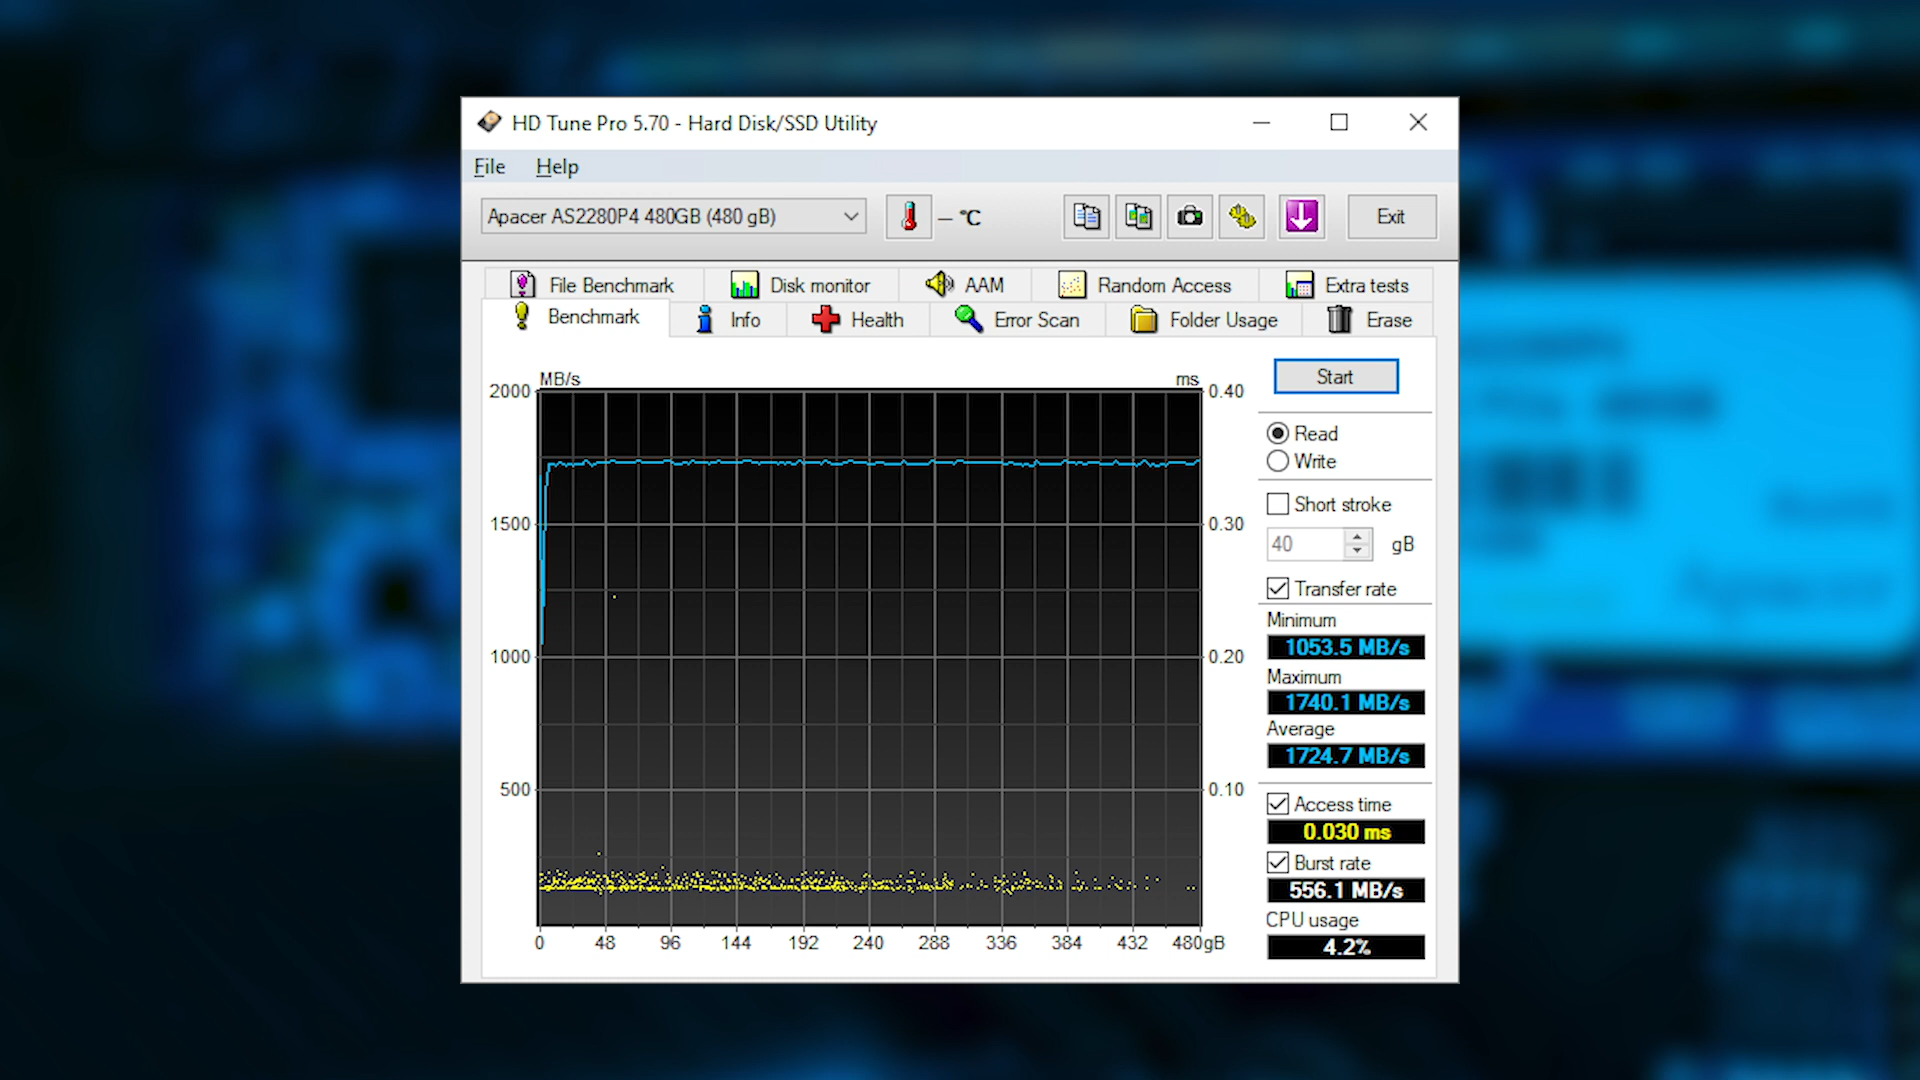 HD Tune Pro 5.70 - Hard Disk/SSD Utility
File Help
Apacer AS2280P4 480GB (480 gB) – °C Exit
File Benchmark Disk monitor AAM Random Access Extra tests
Benchmark Info Health Error Scan Folder Usage Erase
Start
Read
Write
Short stroke
40 gB
Transfer rate
Minimum
1053.5 MB/s
Maximum
1740.1 MB/s
Average
1724.7 MB/s
Access time
0.030 ms
Burst rate
556.1 MB/s
CPU usage
4.2%
MB/s ms
2000 0.40
1500 0.30
1000 0.20
500 0.10
0 48 96 144 192 240 288 336 384 432 480gB